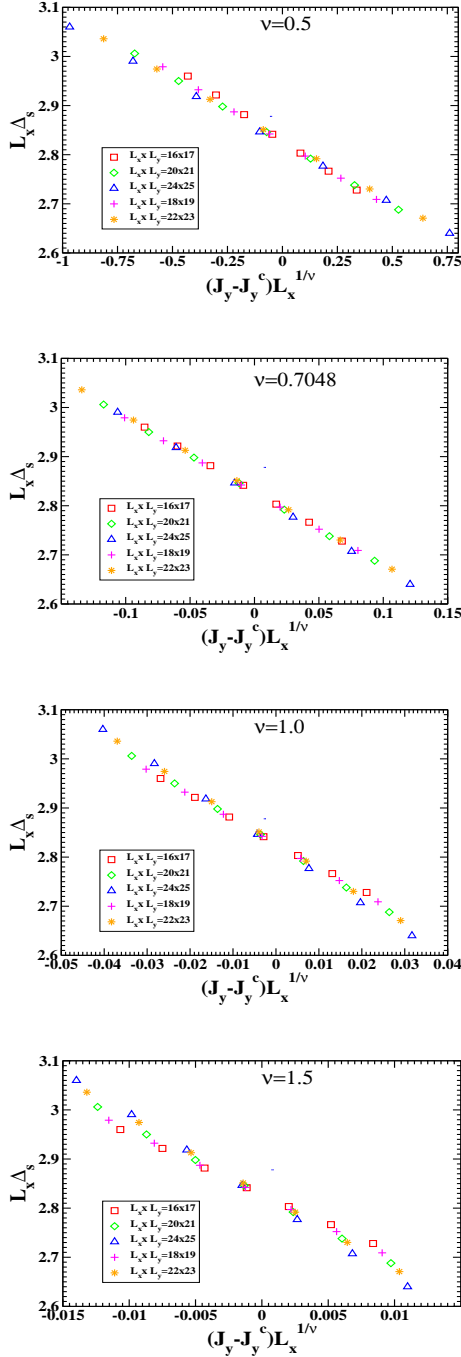 ν=0.5
3.1
3
2.9
2.8
2.7
2.6
L_xΔ_s
L_x x L_y=16x17
L_x x L_y=20x21
L_x x L_y=24x25
L_x x L_y=18x19
L_x x L_y=22x23
-1 -0.75 -0.5 -0.25 0 0.25 0.5 0.75
(J_y-J_y^c)L_x^{1/ν}
ν=0.7048
3.1
3
2.9
2.8
2.7
2.6
L_xΔ_s
L_x x L_y=16x17
L_x x L_y=20x21
L_x x L_y=24x25
L_x x L_y=18x19
L_x x L_y=22x23
-0.1 -0.05 0 0.05 0.1 0.15
(J_y-J_y^c)L_x^{1/ν}
ν=1.0
3.1
3
2.9
2.8
2.7
2.6
L_xΔ_s
L_x x L_y=16x17
L_x x L_y=20x21
L_x x L_y=24x25
L_x x L_y=18x19
L_x x L_y=22x23
-0.05 -0.04 -0.03 -0.02 -0.01 0 0.01 0.02 0.03 0.04
(J_y-J_y^c)L_x^{1/ν}
ν=1.5
3.1
3
2.9
2.8
2.7
2.6
L_xΔ_s
L_x x L_y=16x17
L_x x L_y=20x21
L_x x L_y=24x25
L_x x L_y=18x19
L_x x L_y=22x23
-0.015 -0.01 -0.005 0 0.005 0.01
(J_y-J_y^c)L_x^{1/ν}